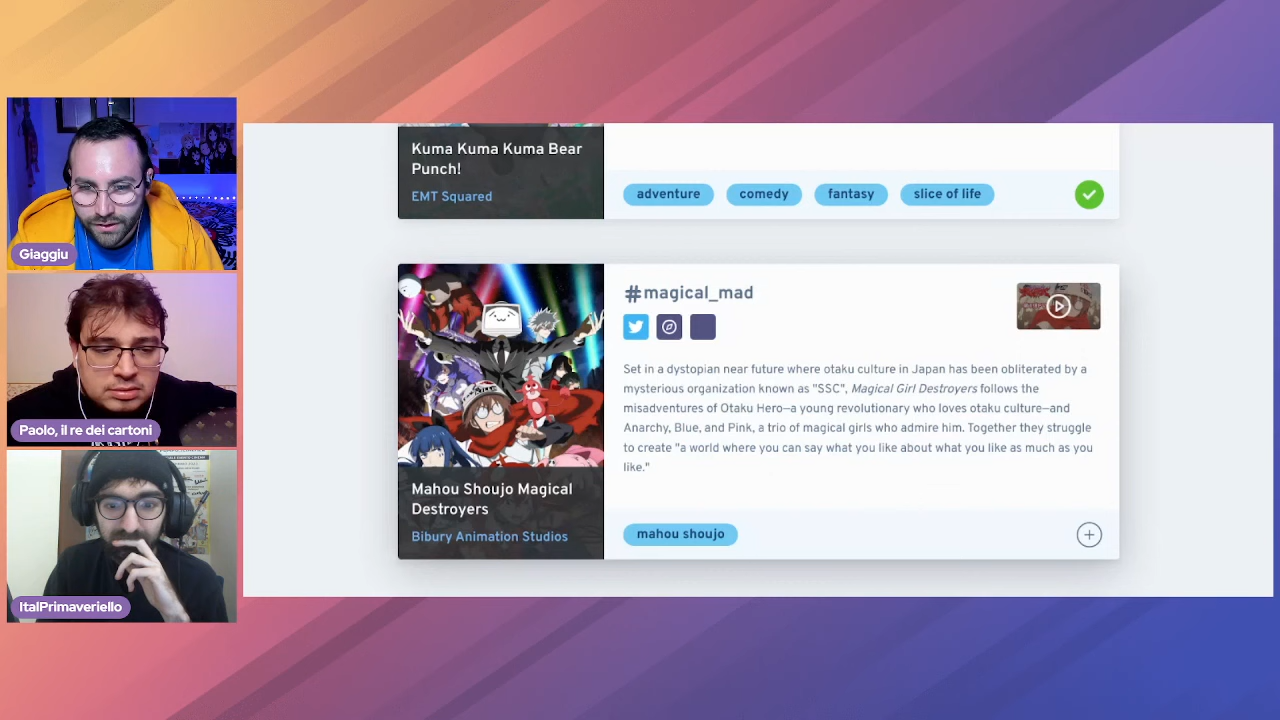 Giaggiu
Paolo, il re dei cartoni
ItalPrimaveriello
Kuma Kuma Kuma Bear
Punch!
EMT Squared
adventure
comedy
fantasy
slice of life
#magical_mad
Set in a dystopian near future where otaku culture in Japan has been obliterated by a
mysterious organization known as "SSC", Magical Girl Destroyers follows the
misadventures of Otaku Hero—a young revolutionary who loves otaku culture—and
Anarchy, Blue, and Pink, a trio of magical girls who admire him. Together they struggle
to create "a world where you can say what you like about what you like as much as you
like."
Mahou Shoujo Magical
Destroyers
Bibury Animation Studios
mahou shoujo